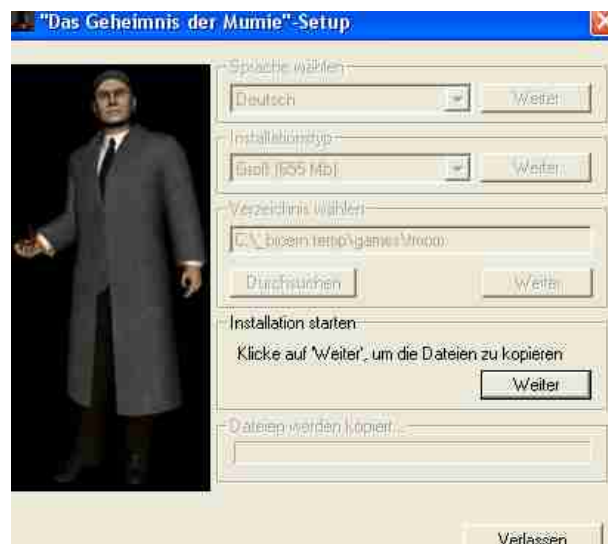 "Das Geheimnis der Mumie"-Setup
Sprache wählen
Deutsch
Weiter
Installationstyp
Groß (655 Mb)
Weiter
Verzeichnis wählen
Durchsuchen
Weiter
Installation starten
Klicke auf 'Weiter', um die Dateien zu kopieren
Weiter
Dateien werden kopiert...
Verlassen